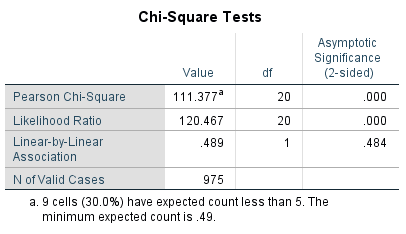 Chi-Square Tests
Value df Asymptotic Significance (2-sided)
Pearson Chi-Square 111.377a 20 .000
Likelihood Ratio 120.467 20 .000
Linear-by-Linear Association .489 1 .484
N of Valid Cases 975
a. 9 cells (30.0%) have expected count less than 5. The
minimum expected count is .49.